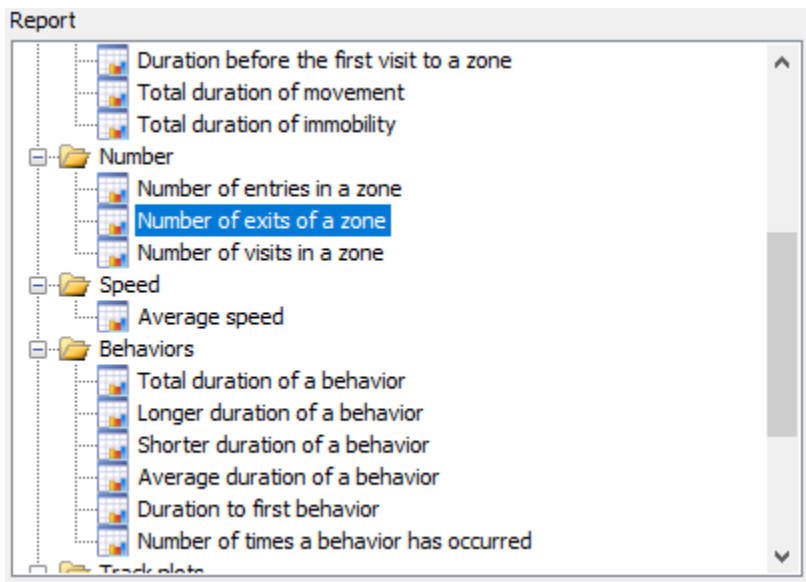 Report
Duration before the first visit to a zone
Total duration of movement
Total duration of immobility
Number
Number of entries in a zone
Number of exits of a zone
Number of visits in a zone
Speed
Average speed
Behaviors
Total duration of a behavior
Longer duration of a behavior
Shorter duration of a behavior
Average duration of a behavior
Duration to first behavior
Number of times a behavior has occurred
Track plots